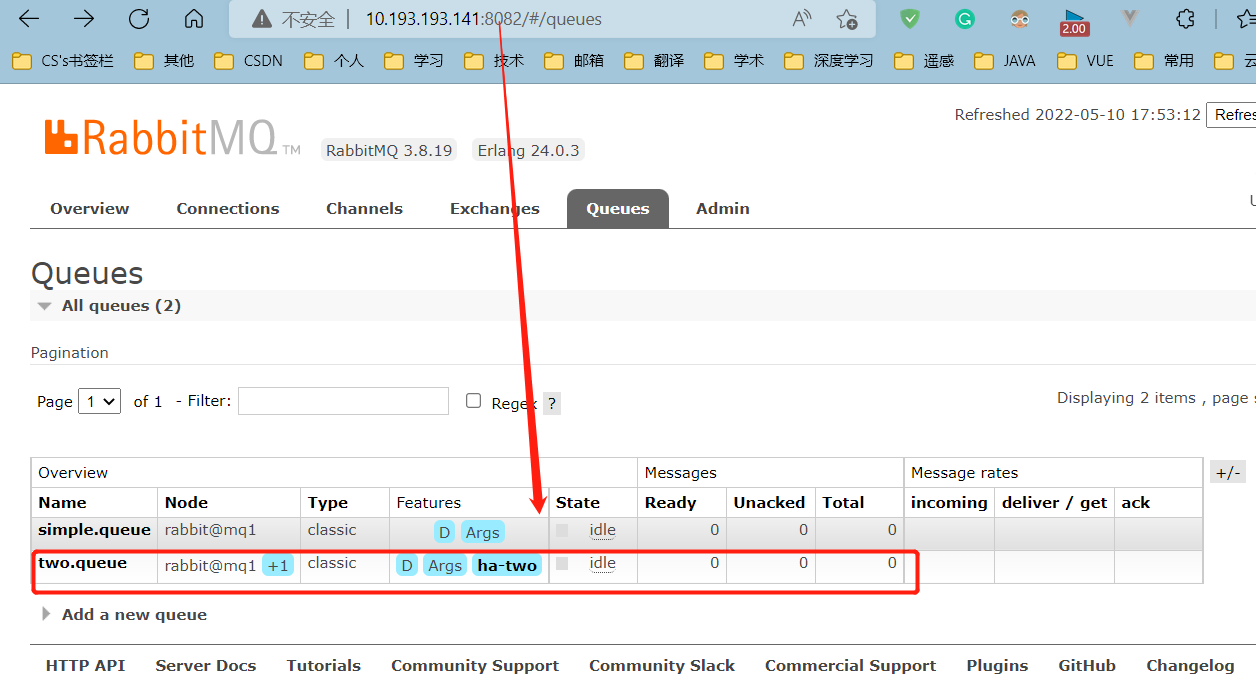 不安全 | 10.193.193.141:8082/#/queues
2.00
CS's书签栏 其他 CSDN 个人 学习 技术 邮箱 翻译 学术 深度学习 遥感 JAVA VUE 常用 云
Refreshed 2022-05-10 17:53:12 Refres
RabbitMQ TM RabbitMQ 3.8.19 Erlang 24.0.3
Overview Connections Channels Exchanges Queues Admin
Queues
All queues (2)
Pagination
Page 1 of 1 - Filter: Regex ? Displaying 2 items , page s
Overview Messages Message rates +/-
Name Node Type Features State Ready Unacked Total incoming deliver / get ack
simple.queue rabbit@mq1 classic D Args idle 0 0 0
two.queue rabbit@mq1 +1 classic D Args ha-two idle 0 0 0
Add a new queue
HTTP API Server Docs Tutorials Community Support Community Slack Commercial Support Plugins GitHub Changelog